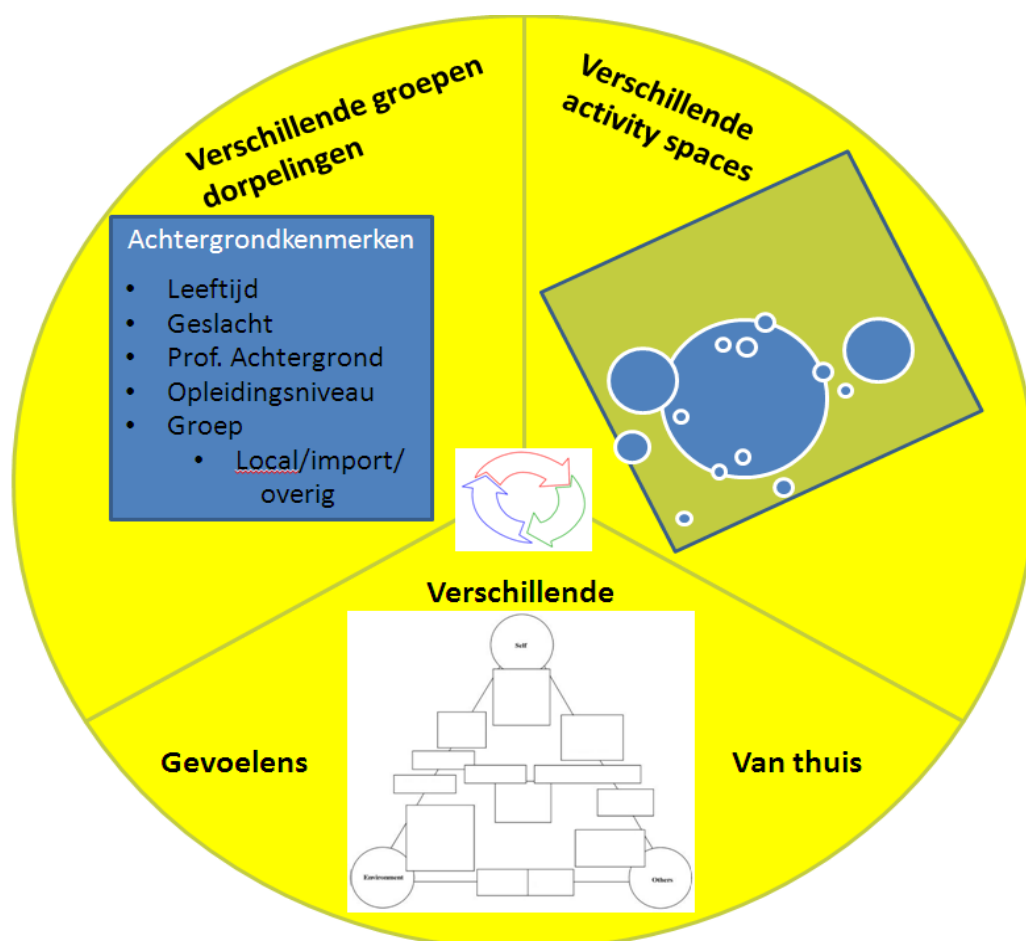 Verschillende groepen
dorpelingen
Achtergrondkenmerken
• Leeftijd
• Geslacht
• Prof. Achtergrond
• Opleidingsniveau
• Groep
• Local/import/
overig
Verschillende
activity spaces
Verschillende
Self
Environment
Others
Gevoelens
Van thuis